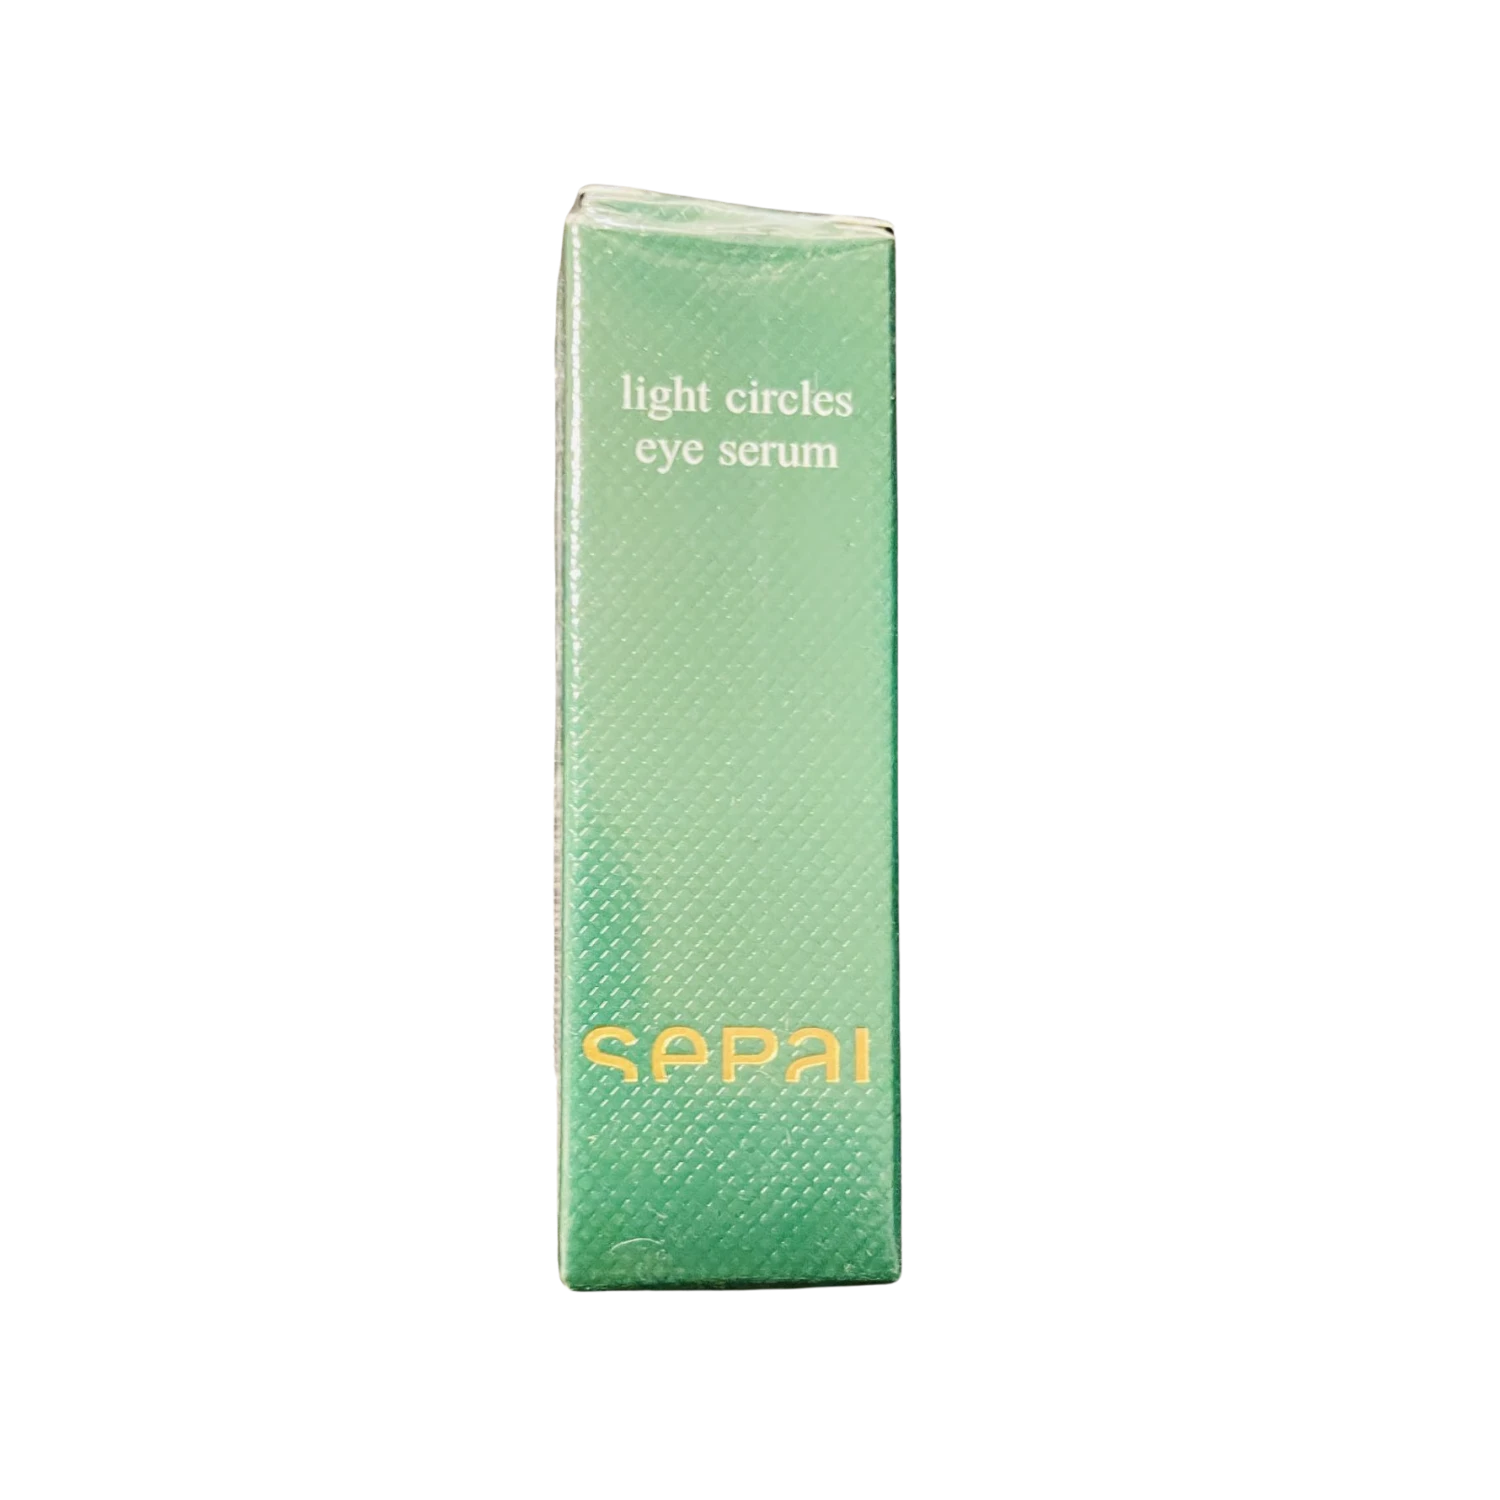 light circles
eye serum
sepai